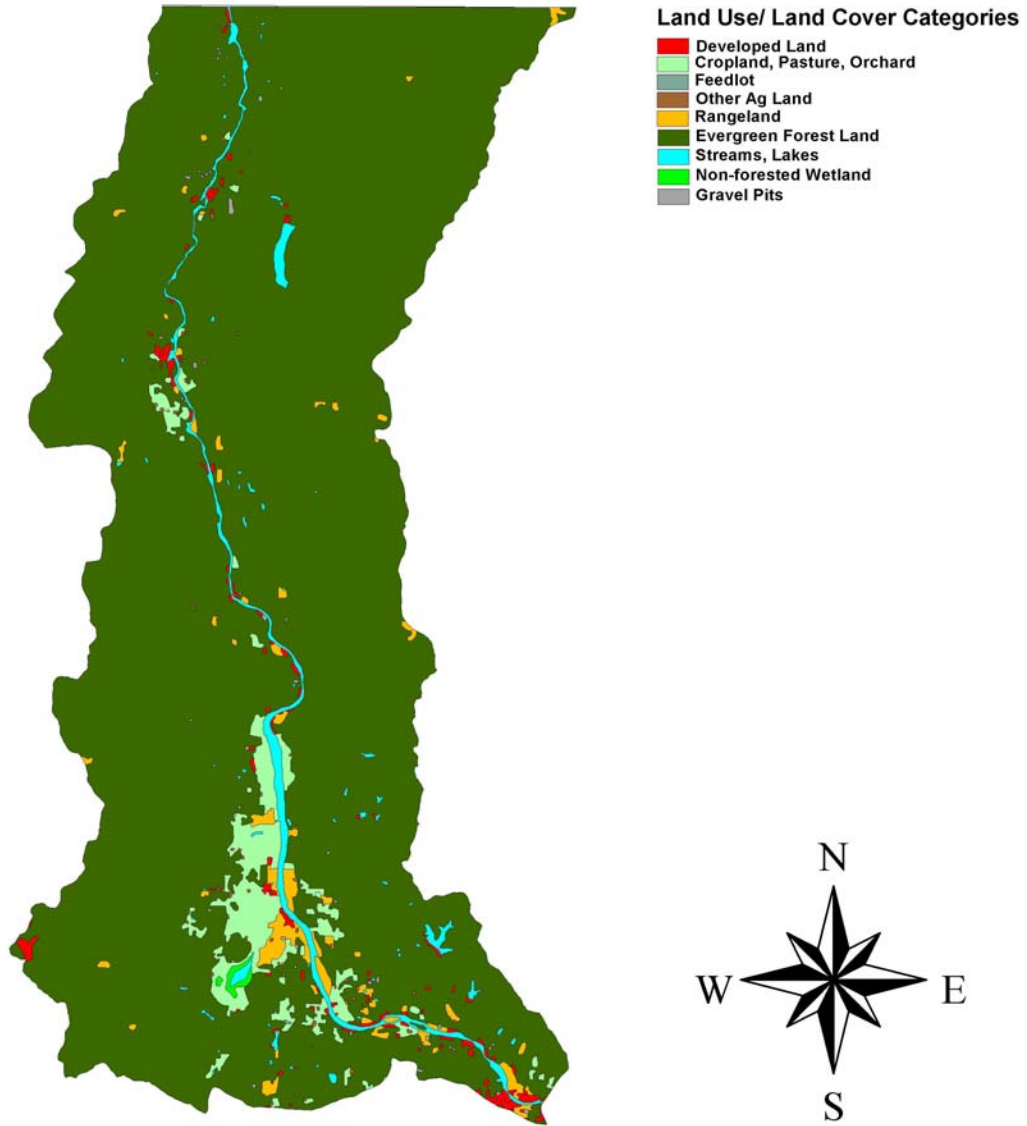 Land Use/ Land Cover Categories
Developed Land
Cropland, Pasture, Orchard
Feedlot
Other Ag Land
Rangeland
Evergreen Forest Land
Streams, Lakes
Non-forested Wetland
Gravel Pits
N
W E
S